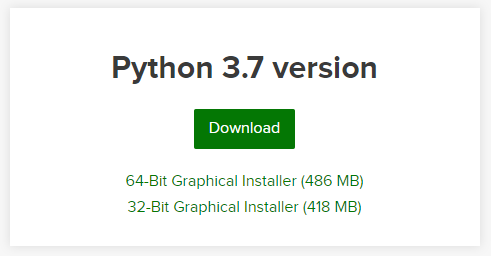 Python 3.7 version
Download
64-Bit Graphical Installer (486 MB)
32-Bit Graphical Installer (418 MB)